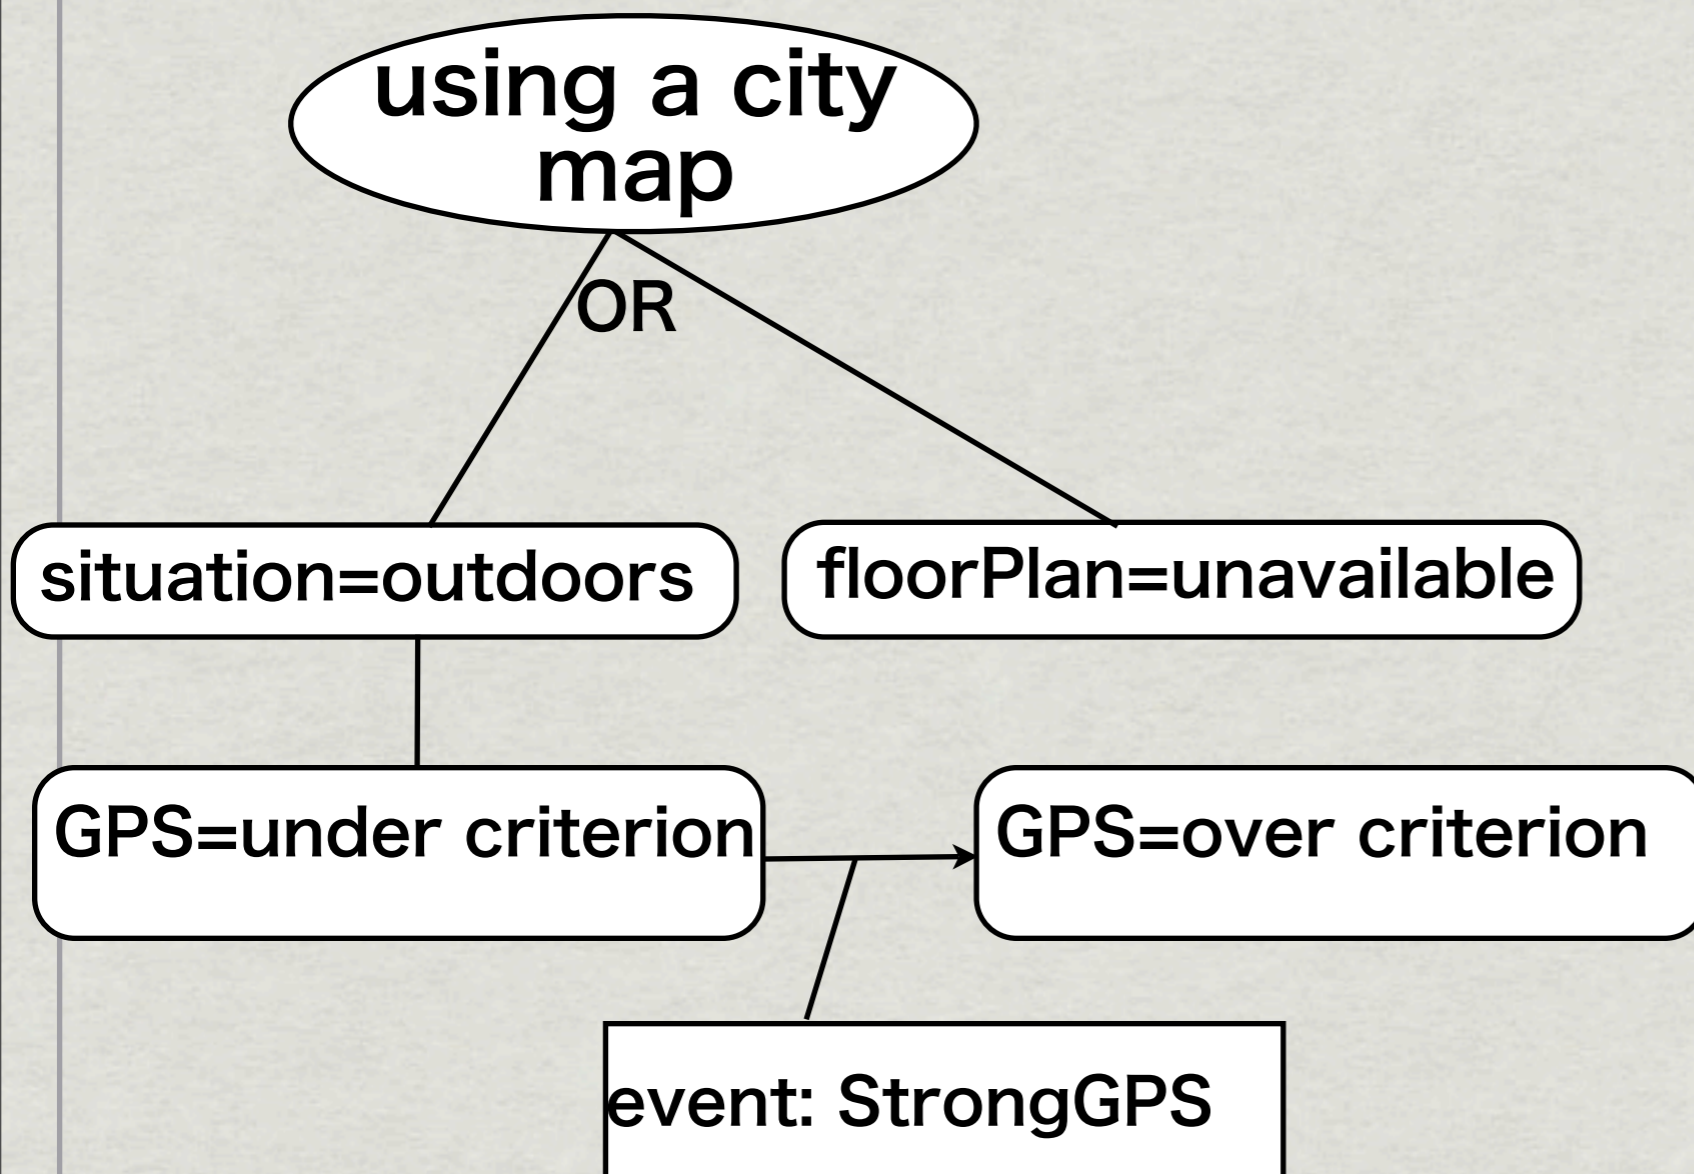 using a city
map
OR
situation=outdoors
floorPlan=unavailable
GPS=under criterion
GPS=over criterion
event: StrongGPS